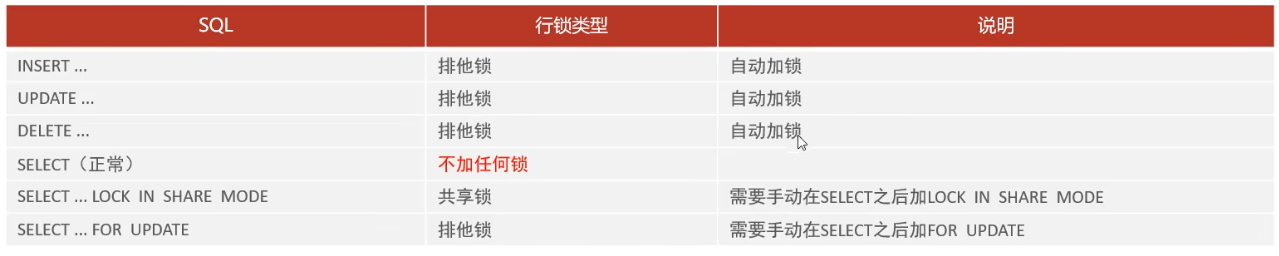 SQL 行锁类型 说明
INSERT ... 排他锁 自动加锁
UPDATE ... 排他锁 自动加锁
DELETE ... 排他锁 自动加锁
SELECT（正常） 不加任何锁
SELECT ... LOCK IN SHARE MODE 共享锁 需要手动在SELECT之后加LOCK IN SHARE MODE
SELECT ... FOR UPDATE 排他锁 需要手动在SELECT之后加FOR UPDATE